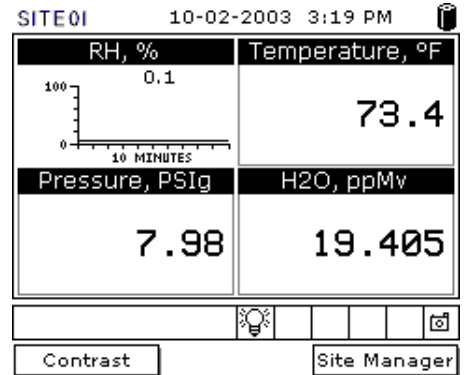 SITE01 10-02-2003 3:19 PM
RH, %
0.1
100
0
10 MINUTES
Temperature, ºF
73.4
Pressure, PSIg
7.98
H2O, ppMv
19.405
Contrast
Site Manager